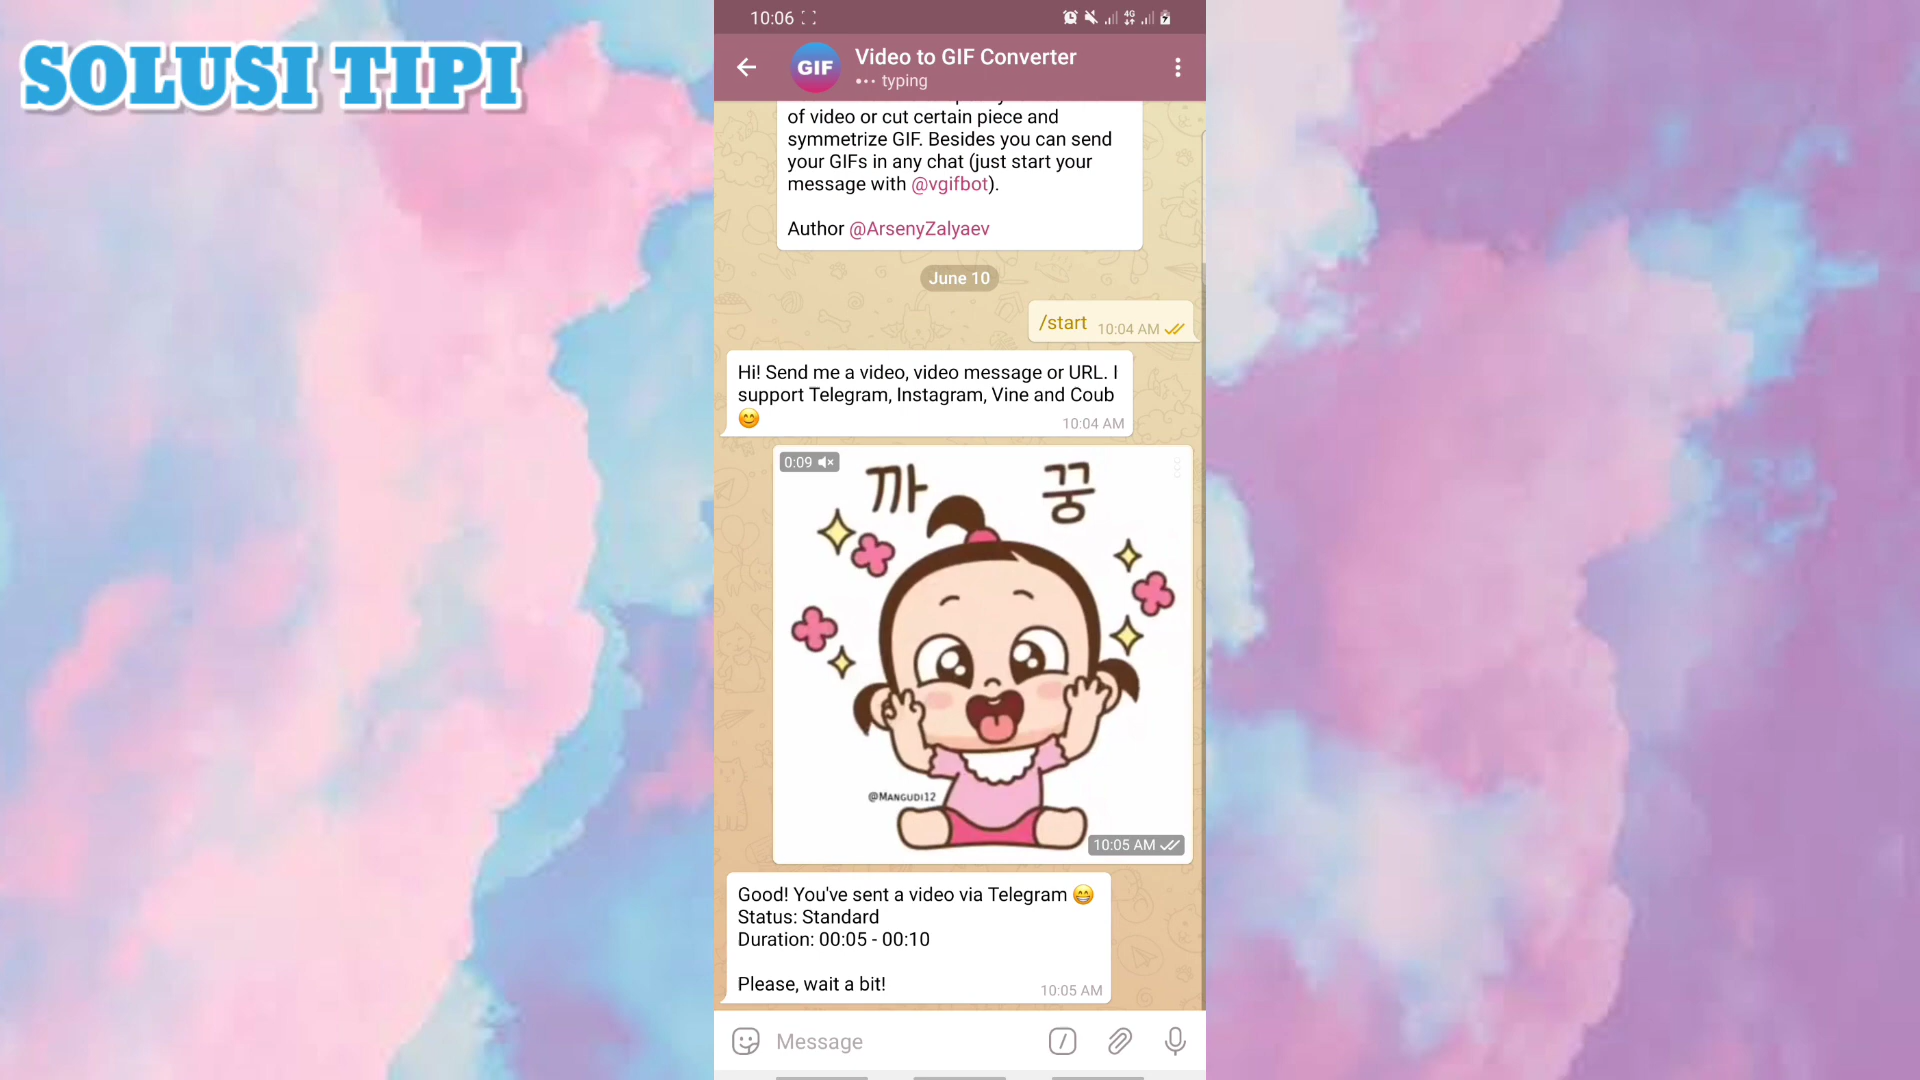 SOLUSI TIPI
10:06
4G
GIF
Video to GIF Converter
typing
of video or cut certain piece and
symmetrize GIF. Besides you can send
your GIFs in any chat (just start your
message with @vgifbot).
Author @ArsenyZalyaev
June 10
/start 10:04 AM
Hi! Send me a video, video message or URL. I
support Telegram, Instagram, Vine and Coub
😊
10:04 AM
0:09
까 꿍
@MANGUDI12
10:05 AM
Good! You've sent a video via Telegram 😁
Status: Standard
Duration: 00:05 - 00:10
Please, wait a bit!
10:05 AM
Message